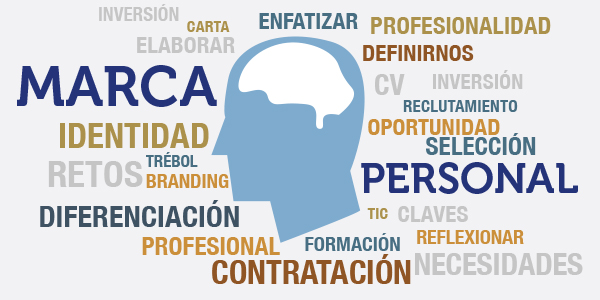 INVERSIÓN
CARTA
ELABORAR
MARCA
IDENTIDAD
RETOS
TRÉBOL
BRANDING
DIFERENCIACIÓN
PROFESIONAL
CONTRATACIÓN
ENFATIZAR
PROFESIONALIDAD
DEFINIRNOS
CV
INVERSIÓN
RECLUTAMIENTO
OPORTUNIDAD
SELECCIÓN
PERSONAL
TIC
CLAVES
FORMACIÓN
REFLEXIONAR
NECESIDADES